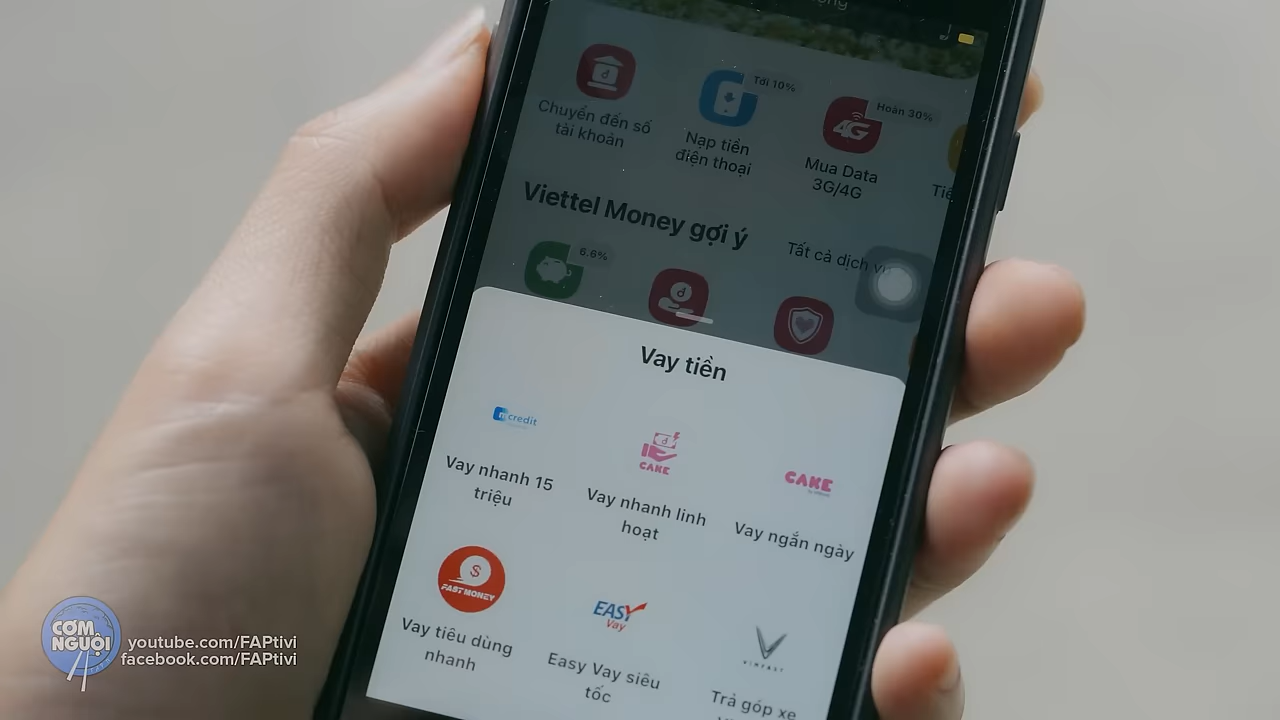 Tới 10%
Hoàn 30%
4G
Chuyển đến số
tài khoản
Nạp tiền
điện thoại
Mua Data
3G/4G
Viettel Money gợi ý
Tất cả dịch
6.6%
Vay tiền
credit
CAKE
CAKE
Vay nhanh 15
triệu
Vay nhanh linh
hoạt
Vay ngắn ngày
$
FAST MONEY
EASY
Vay
VINFAST
Vay tiêu dùng
nhanh
Easy Vay siêu
tốc
Trả góp xe
CƠM
NGUỘI
youtube.com/FAPtivi
facebook.com/FAPtivi